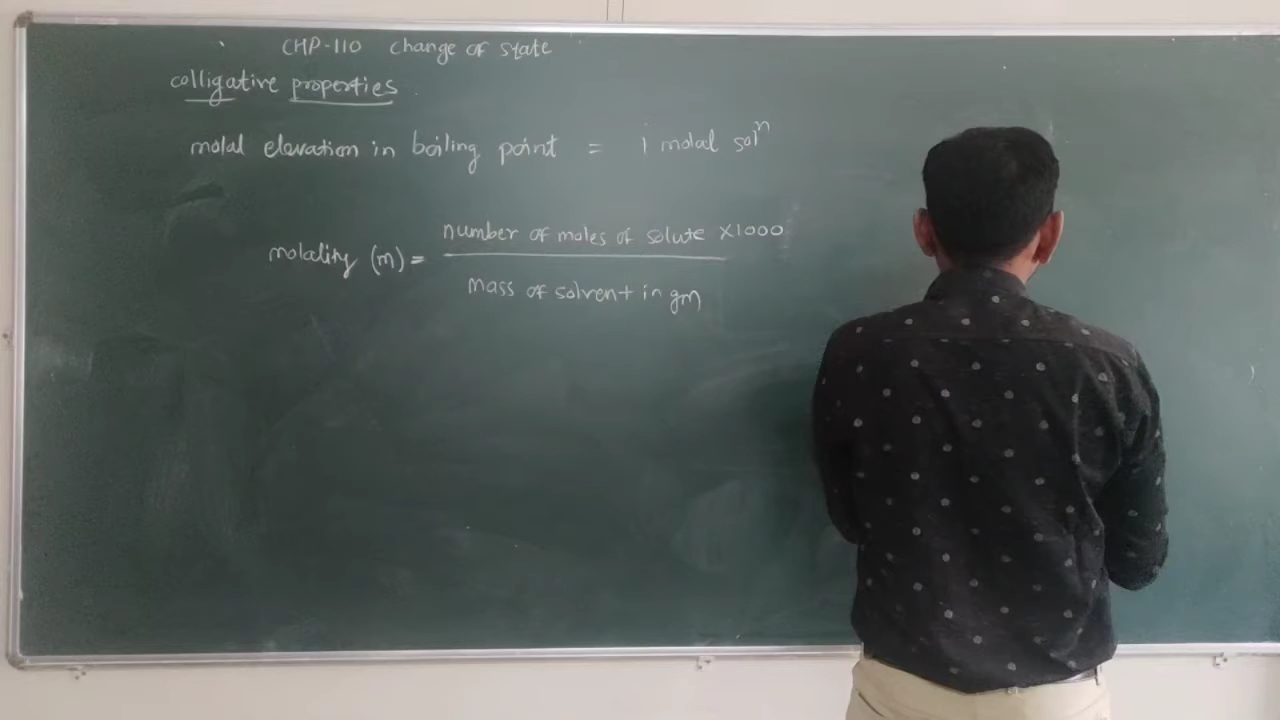 CHP-110 change of state
colligative properties
molal elevation in boiling point = 1 molal solⁿ
number of moles of solute ×1000
molality (m) =
mass of solvent in gm